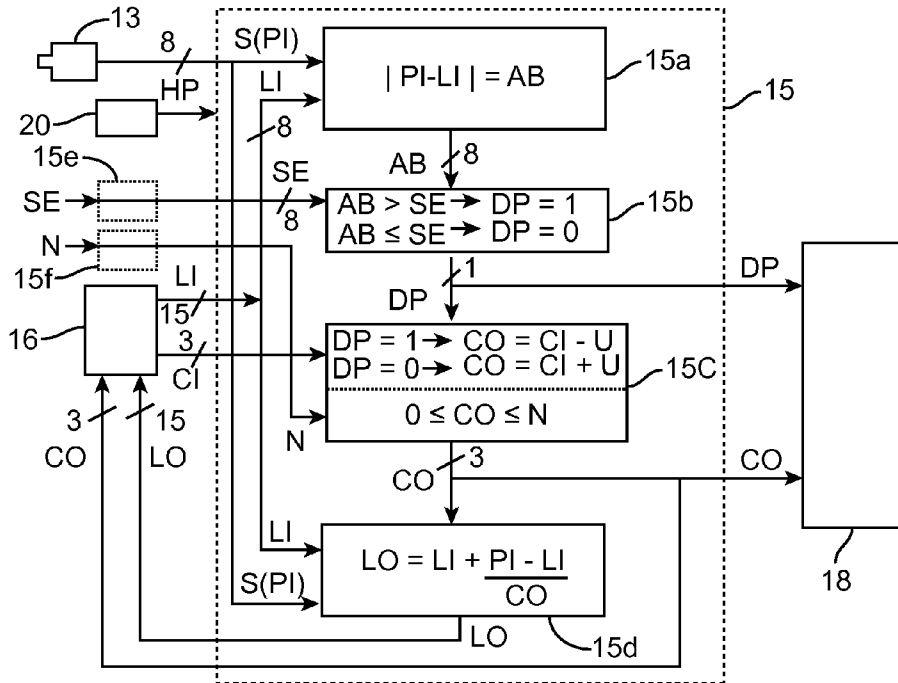 13
8
S(PI)
HP
LI
| PI-LI | = AB
15a
15
20
8
15e
AB
8
SE
SE
8
AB > SE → DP = 1
AB ≤ SE → DP = 0
15b
N
15f
1
DP
DP
LI
15
16
3
CI
DP = 1 → CO = CI - U
DP = 0 → CO = CI + U
15C
0 ≤ CO ≤ N
3
15
CO
LO
N
CO
3
CO
LI
LO = LI + PI - LI
CO
S(PI)
LO
15d
18